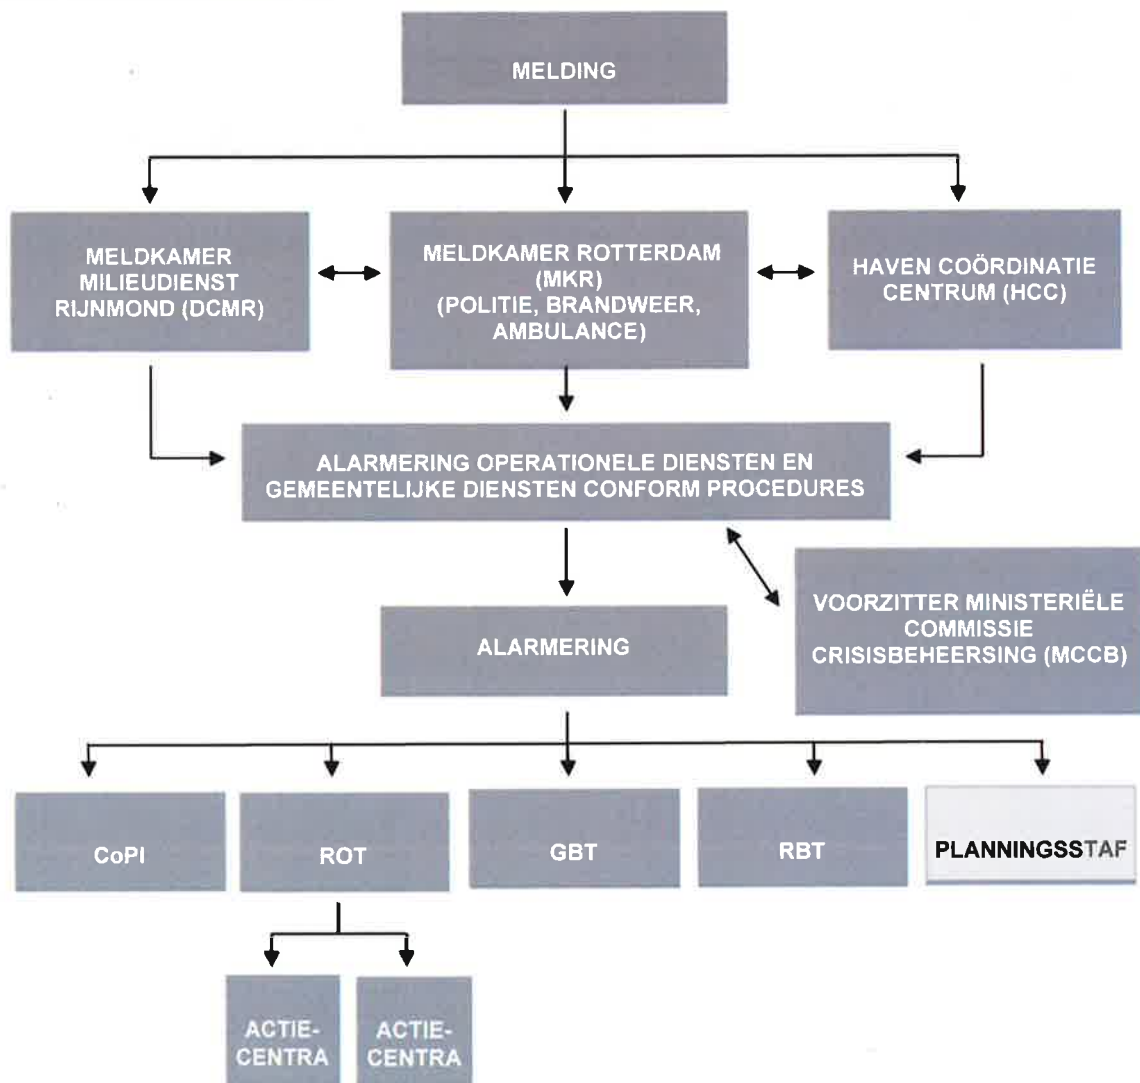 MELDING
MELDKAMER
MILIEUDIENST
RIJNMOND (DCMR)
MELDKAMER ROTTERDAM
(MKR)
(POLITIE, BRANDWEER,
AMBULANCE)
HAVEN COÖRDINATIE
CENTRUM (HCC)
ALARMERING OPERATIONELE DIENSTEN EN
GEMEENTELIJKE DIENSTEN CONFORM PROCEDURES
VOORZITTER MINISTERIËLE
COMMISSIE
CRISISBEHEERSING (MCCB)
ALARMERING
CoPI
ROT
GBT
RBT
PLANNINGSSTAF
ACTIE-
CENTRA
ACTIE-
CENTRA